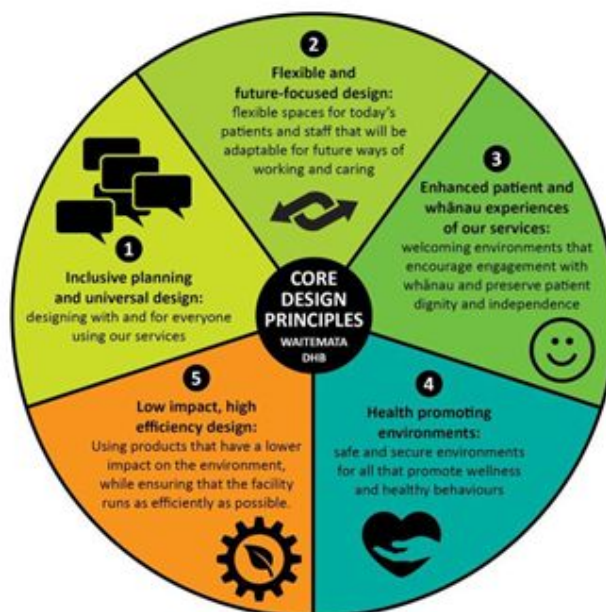 CORE
DESIGN
PRINCIPLES
WAITEMATA
DHB
1
Inclusive planning
and universal design:
designing with and for everyone
using our services
2
Flexible and
future-focused design:
flexible spaces for today's
patients and staff that will be
adaptable for future ways of
working and caring
3
Enhanced patient and
whānau experiences
of our services:
welcoming environments that
encourage engagement with
whānau and preserve patient
dignity and independence
4
Health promoting
environments:
safe and secure environments
for all that promote wellness
and healthy behaviours
5
Low impact, high
efficiency design:
Using products that have a lower
impact on the environment,
while ensuring that the facility
runs as efficiently as possible.